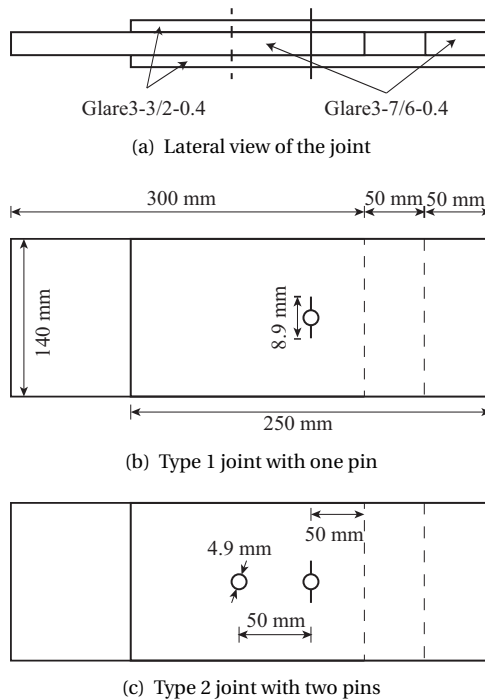 Glare3-3/2-0.4 Glare3-7/6-0.4
(a) Lateral view of the joint
300 mm 50 mm 50 mm
140 mm
8.9 mm
250 mm
(b) Type 1 joint with one pin
50 mm
4.9 mm
50 mm
(c) Type 2 joint with two pins